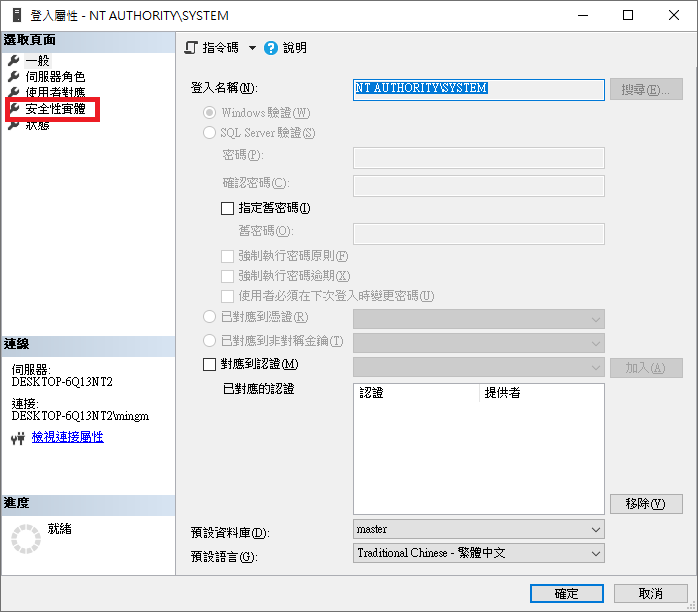 登入屬性 - NT AUTHORITY\SYSTEM
選取頁面
一般
伺服器角色
使用者對應
安全性實體
狀態
指令碼
說明
登入名稱(N):
NT AUTHORITY\SYSTEM
搜尋(E)...
Windows 驗證(W)
SQL Server 驗證(S)
密碼(P):
確認密碼(C):
指定舊密碼(I)
舊密碼(O):
強制執行密碼原則(F)
強制執行密碼逾期(X)
使用者必須在下次登入時變更密碼(U)
已對應到憑證(R)
已對應到非對稱金鑰(T)
對應到認證(M)
加入(A)
已對應的認證
認證
提供者
移除(V)
預設資料庫(D):
master
預設語言(G):
Traditional Chinese - 繁體中文
連線
伺服器:
DESKTOP-6Q13NT2
連接:
DESKTOP-6Q13NT2\mingm
檢視連接屬性
進度
就緒
確定
取消